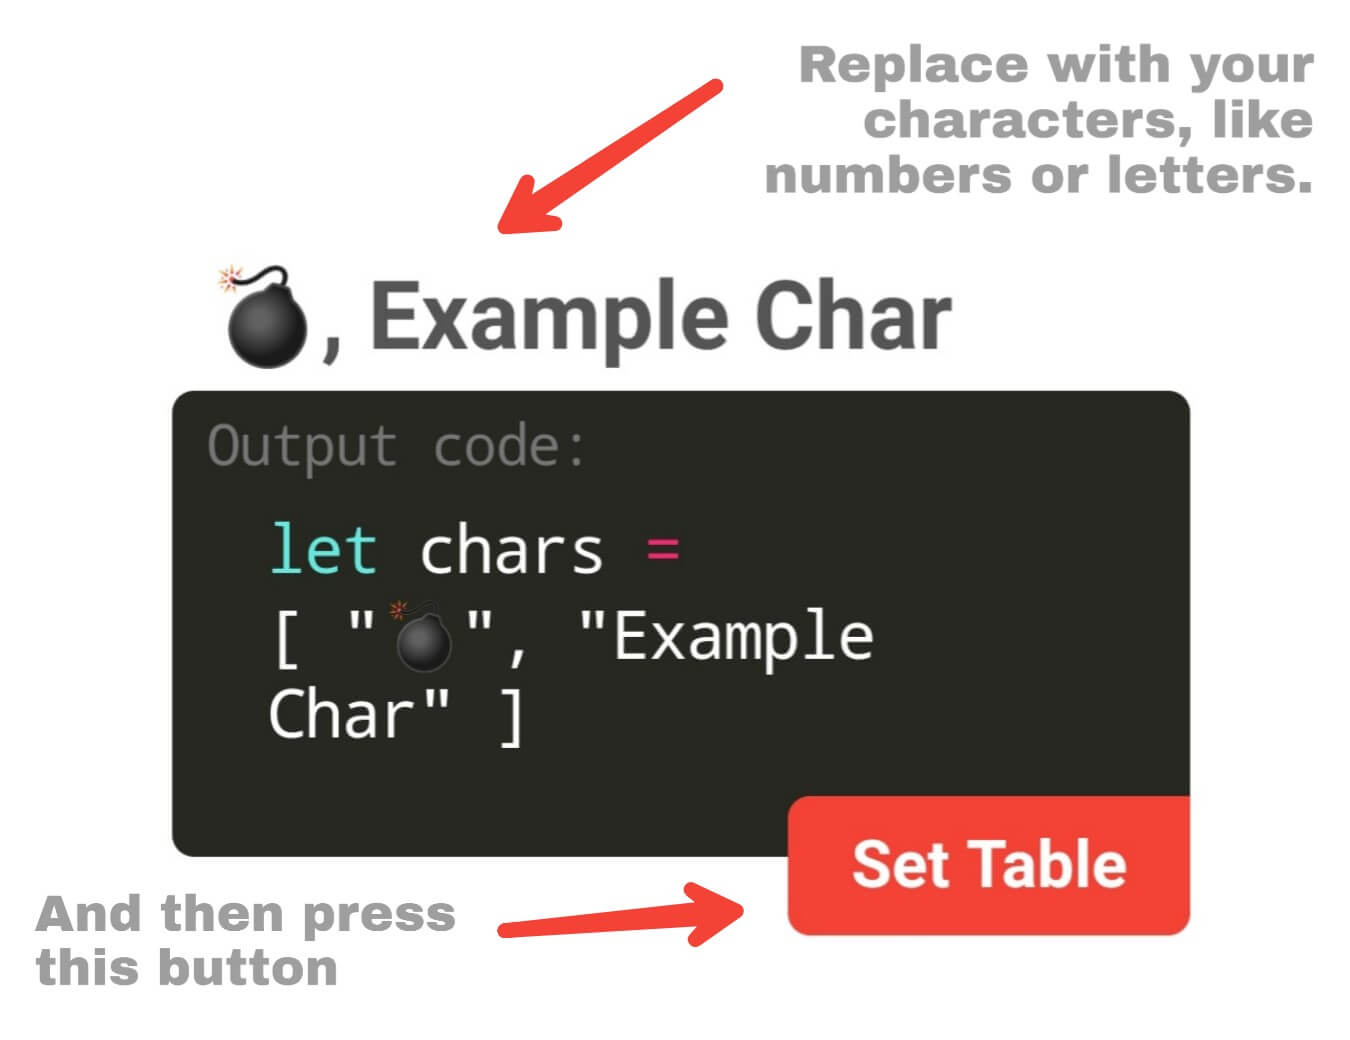 Replace with your
characters, like
numbers or letters.
💣, Example Char
Output code:
let chars =
[ "💣", "Example
Char" ]
Set Table
And then press
this button